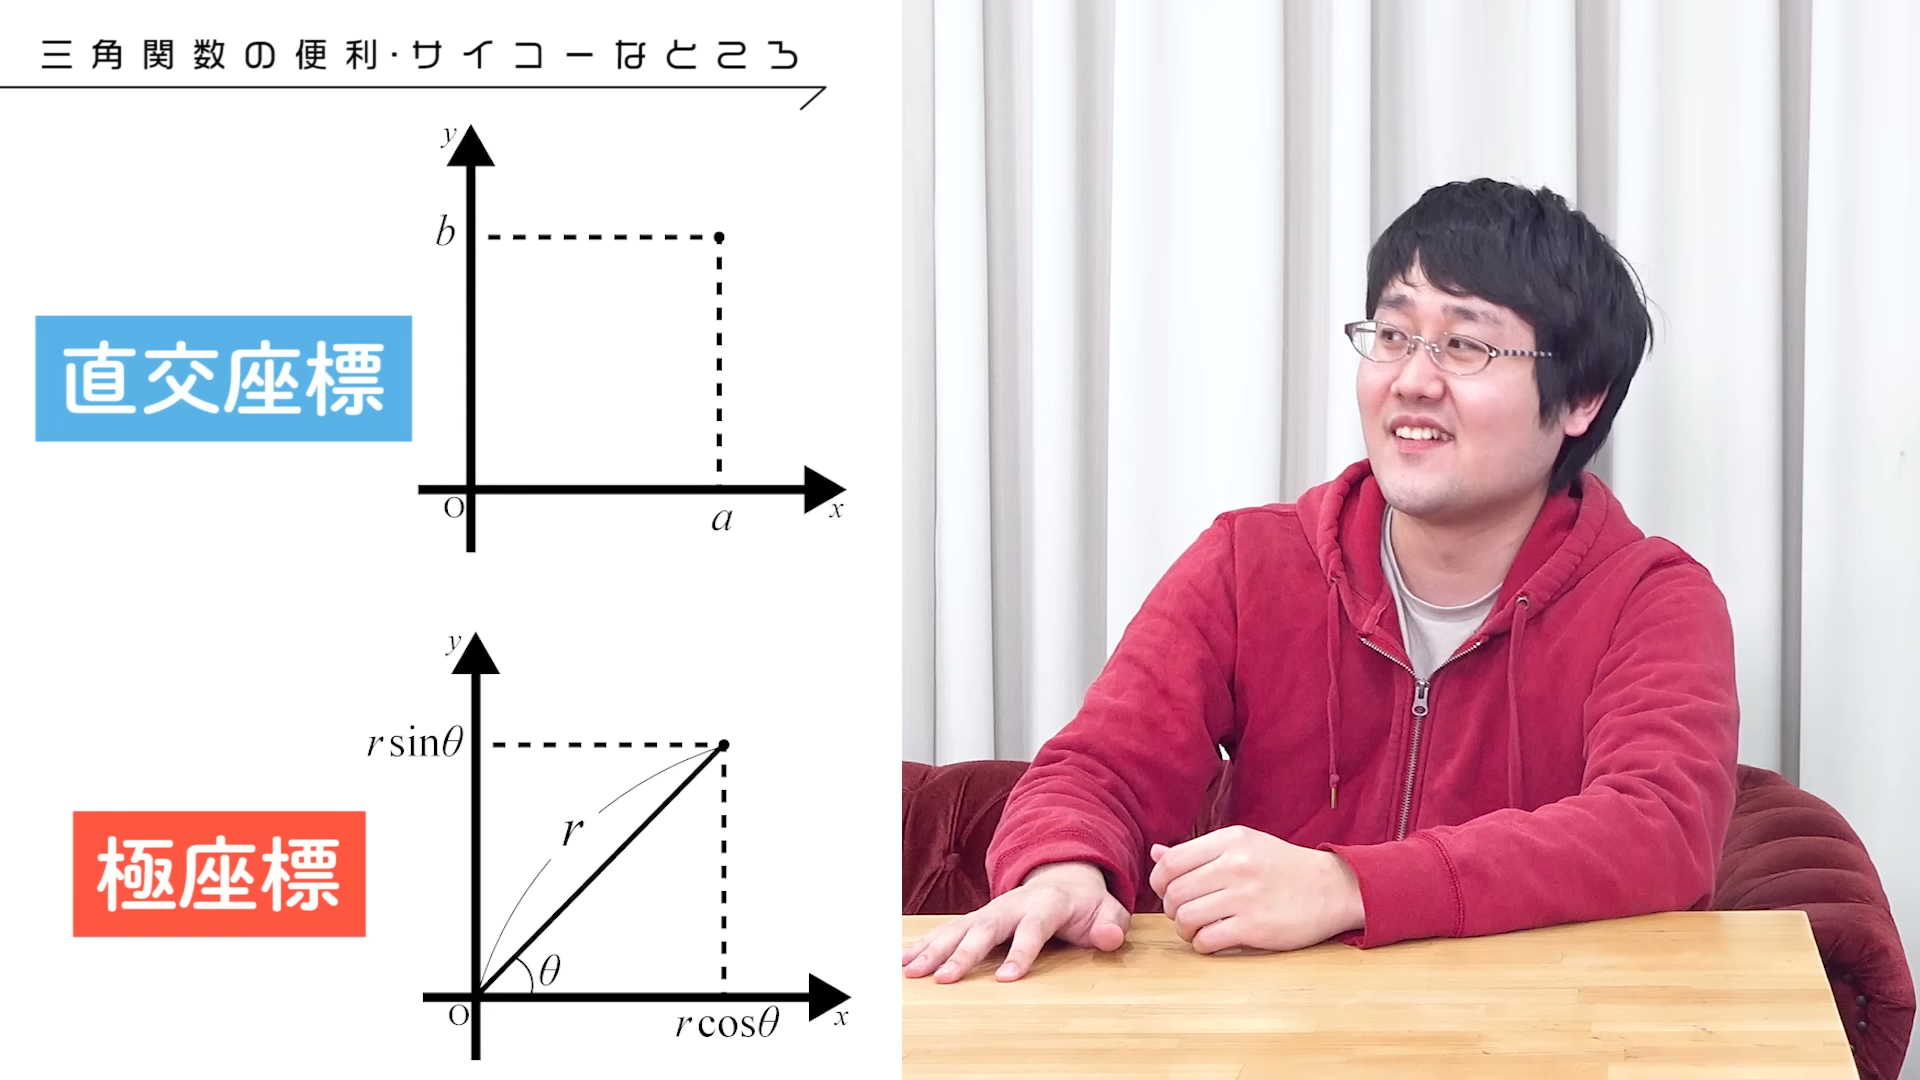 三角関数の便利・サイコーなところ
y
b
直交座標
O
a
x
y
r sinθ
r
極座標
θ
O
r cosθ
x